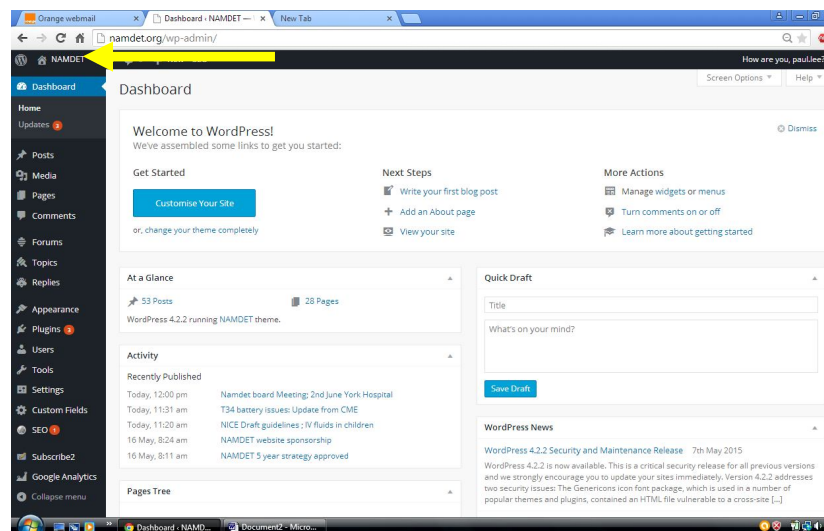 Orange webmail
Dashboard ‹ NAMDET —
New Tab
namdet.org/wp-admin/
NAMDET
How are you, paul.lee?
Screen Options
Help
Dashboard
Home
Updates 3
Posts
Media
Pages
Comments
Forums
Topics
Replies
Appearance
Plugins 3
Users
Tools
Settings
Custom Fields
SEO 1
Subscribe2
Google Analytics
Collapse menu
Dashboard
Welcome to WordPress!
We've assembled some links to get you started:
Dismiss
Get Started
Customise Your Site
or, change your theme completely
Next Steps
Write your first blog post
Add an About page
View your site
More Actions
Manage widgets or menus
Turn comments on or off
Learn more about getting started
At a Glance
53 Posts
28 Pages
WordPress 4.2.2 running NAMDET theme.
Activity
Recently Published
Today, 12:00 pm Namdet board Meeting; 2nd June York Hospital
Today, 11:31 am T34 battery issues: Update from CME
Today, 11:20 am NICE Draft guidelines ; IV fluids in children
16 May, 8:24 am NAMDET website sponsorship
16 May, 8:11 am NAMDET 5 year strategy approved
Pages Tree
Quick Draft
Title
What's on your mind?
Save Draft
WordPress News
WordPress 4.2.2 Security and Maintenance Release 7th May 2015
WordPress 4.2.2 is now available. This is a critical security release for all previous versions
and we strongly encourage you to update your sites immediately. Version 4.2.2 addresses
two security issues: The Genericons icon font package, which is used in a number of
popular themes and plugins, contained an HTML file vulnerable to a cross-site [...]
Dashboard ‹ NAMD...
Document2 - Micro...